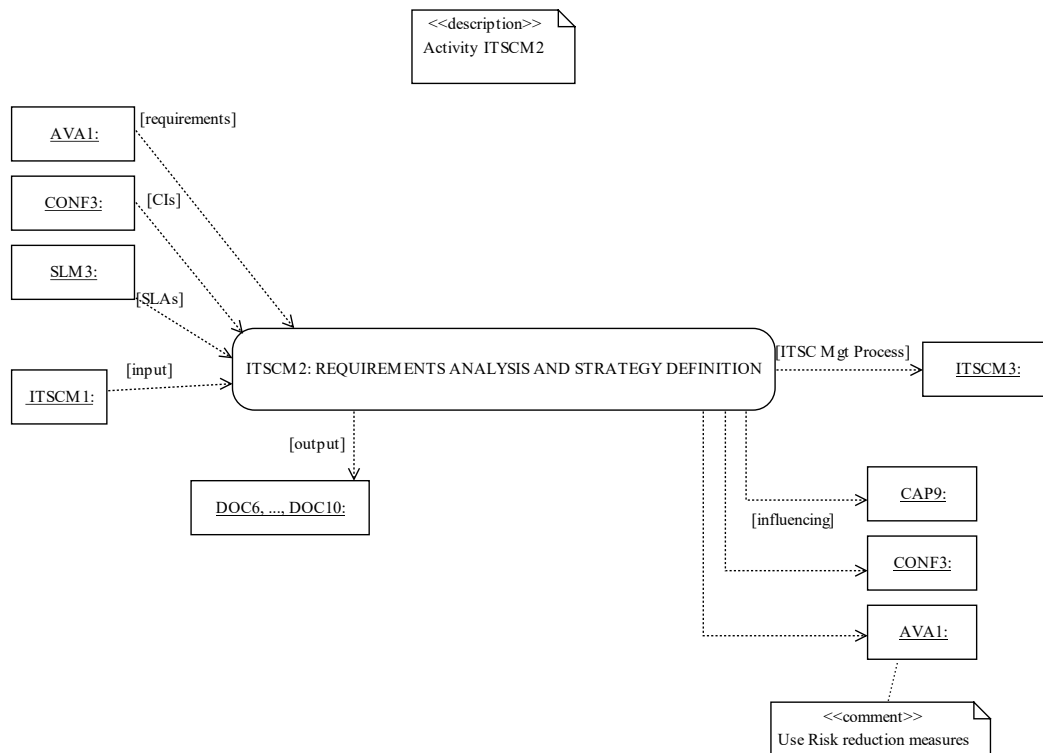 <<description>>
Activity ITSCM2
AVA1:
[requirements]
CONF3:
[CIs]
SLM3:
[SLAs]
ITSCM1:
[input]
ITSCM2: REQUIREMENTS ANALYSIS AND STRATEGY DEFINITION
[ITSC Mgt Process]
ITSCM3:
[output]
DOC6, ..., DOC10:
CAP9:
[influencing]
CONF3:
AVA1:
<<comment>>
Use Risk reduction measures